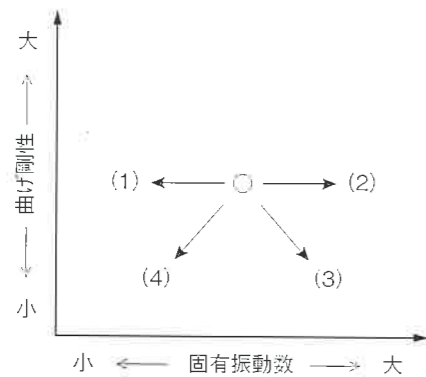 大
曲げ剛性
小
(1)
(2)
(4)
(3)
小
固有振動数
大